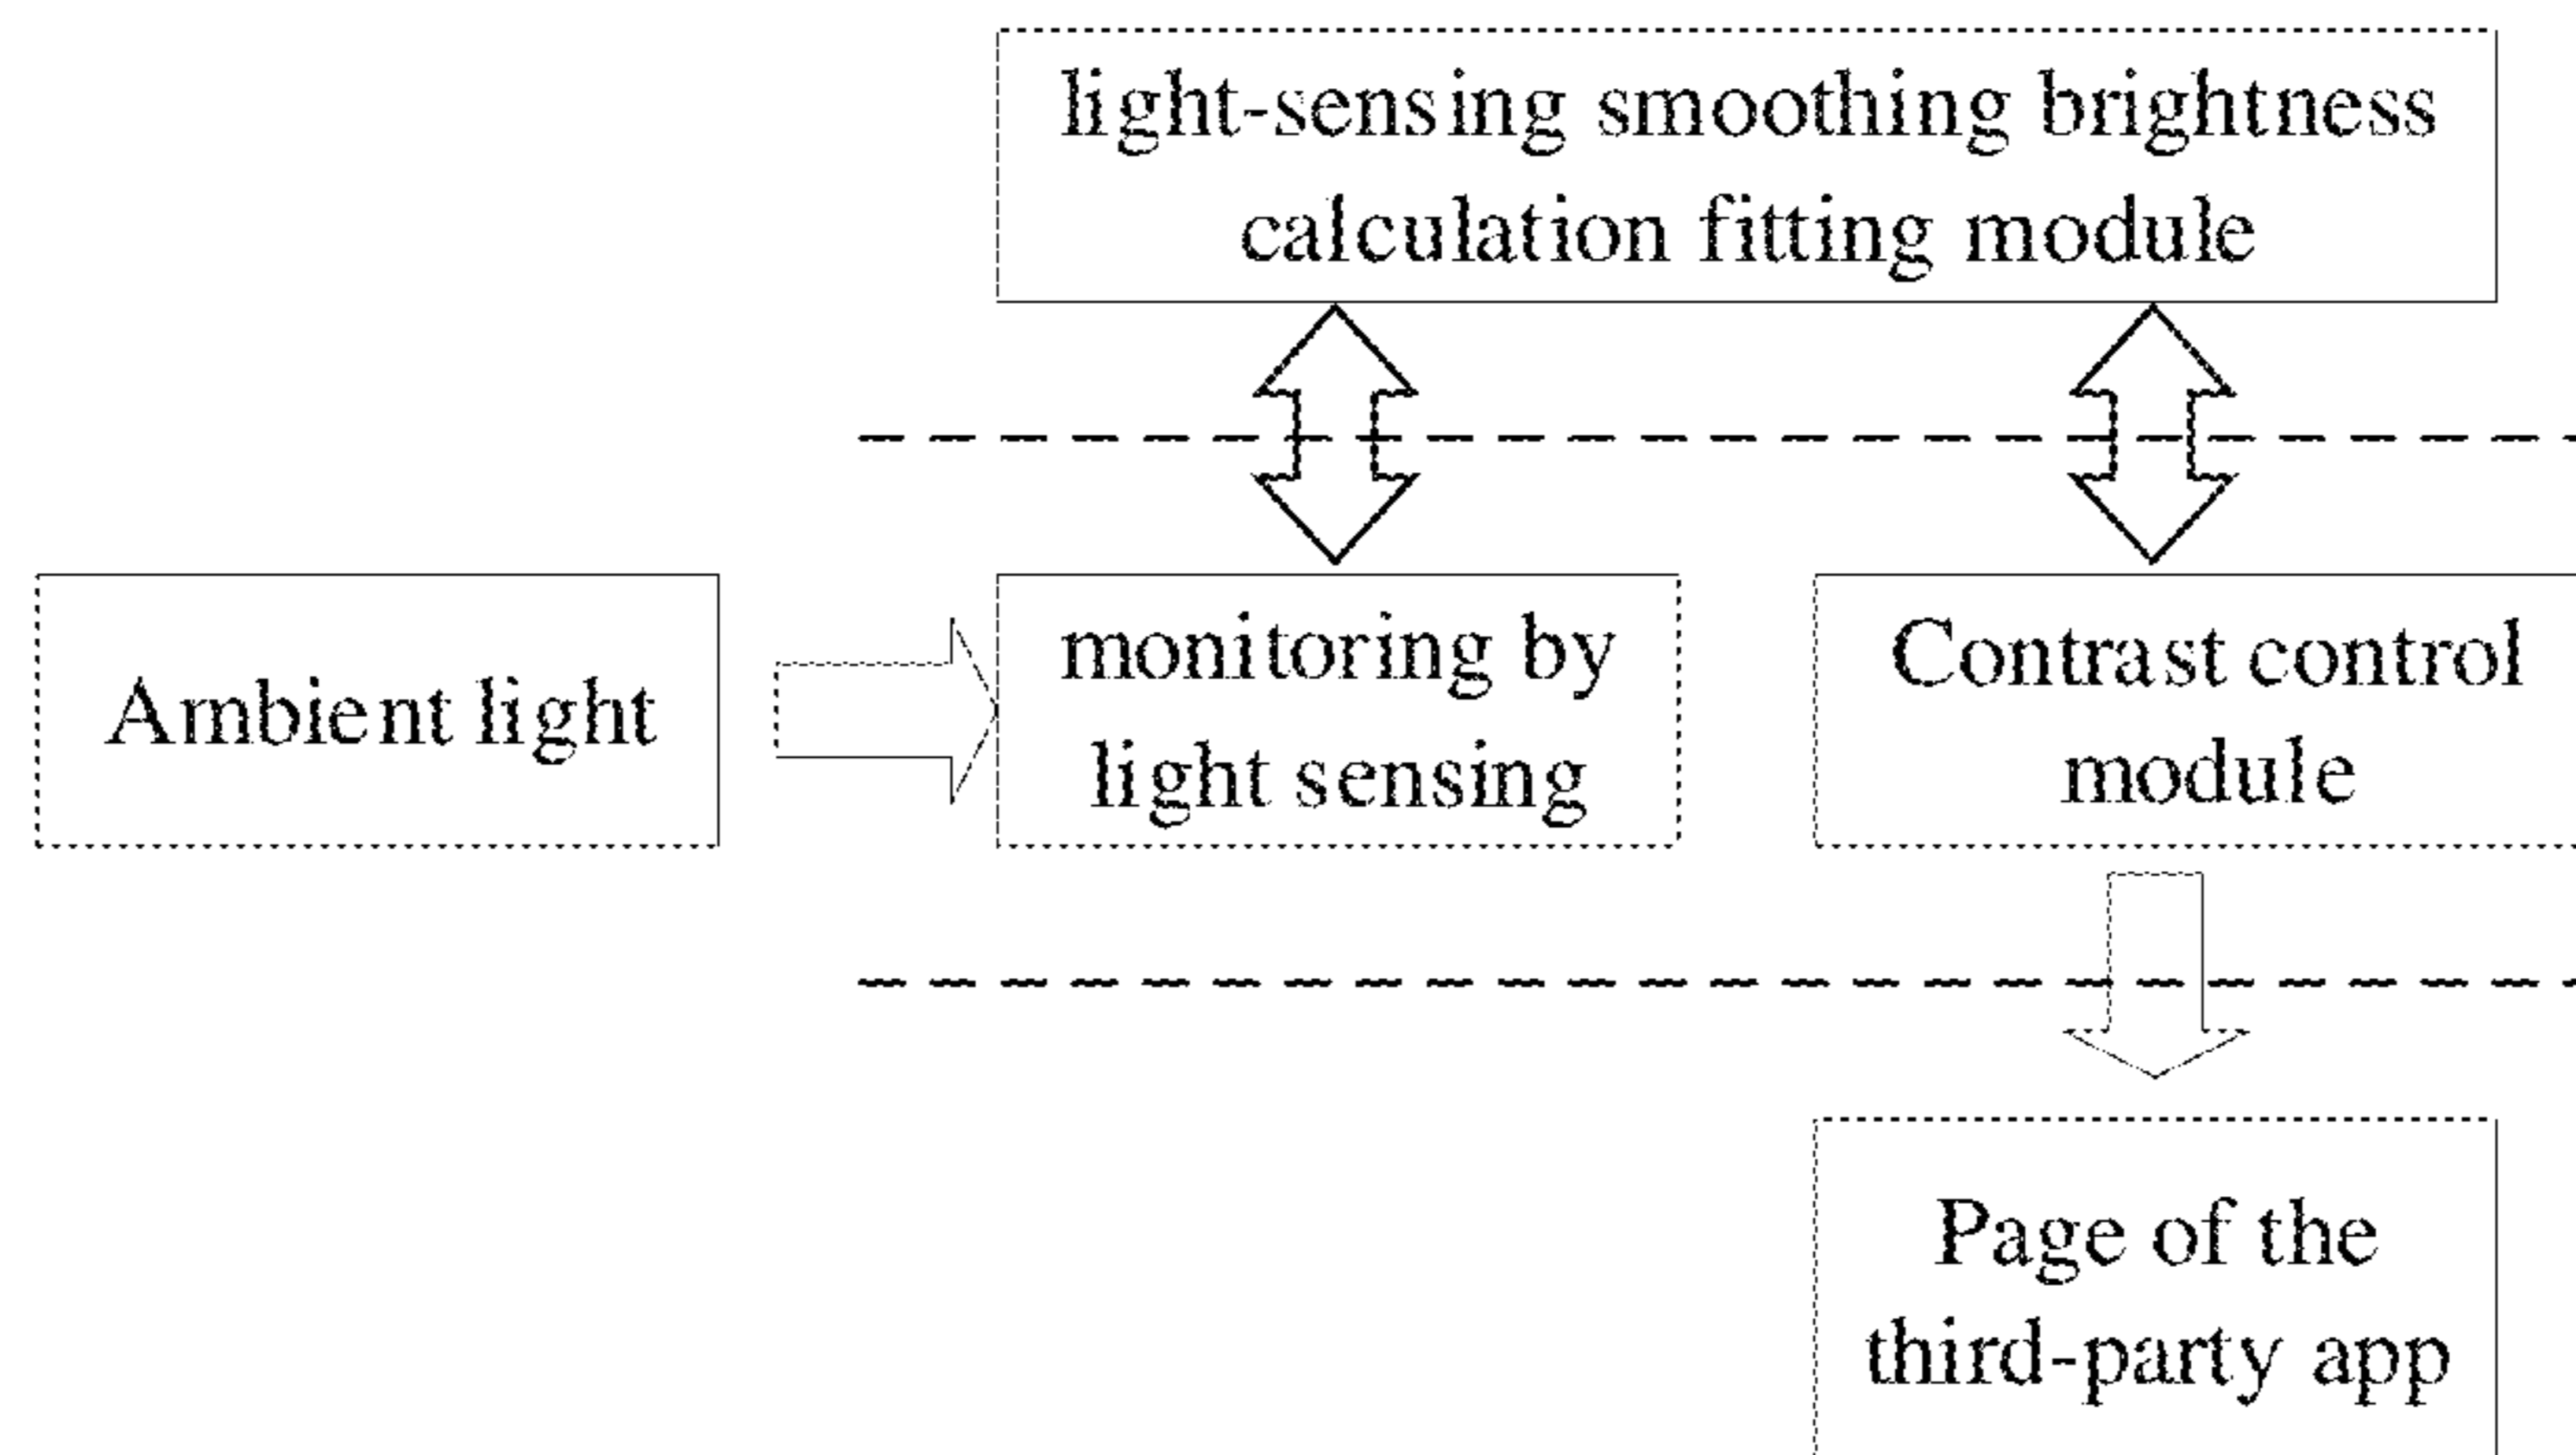 light-sensing smoothing brightness
calculation fitting module
Ambient light
monitoring by
light sensing
Contrast control
module
Page of the
third-party app